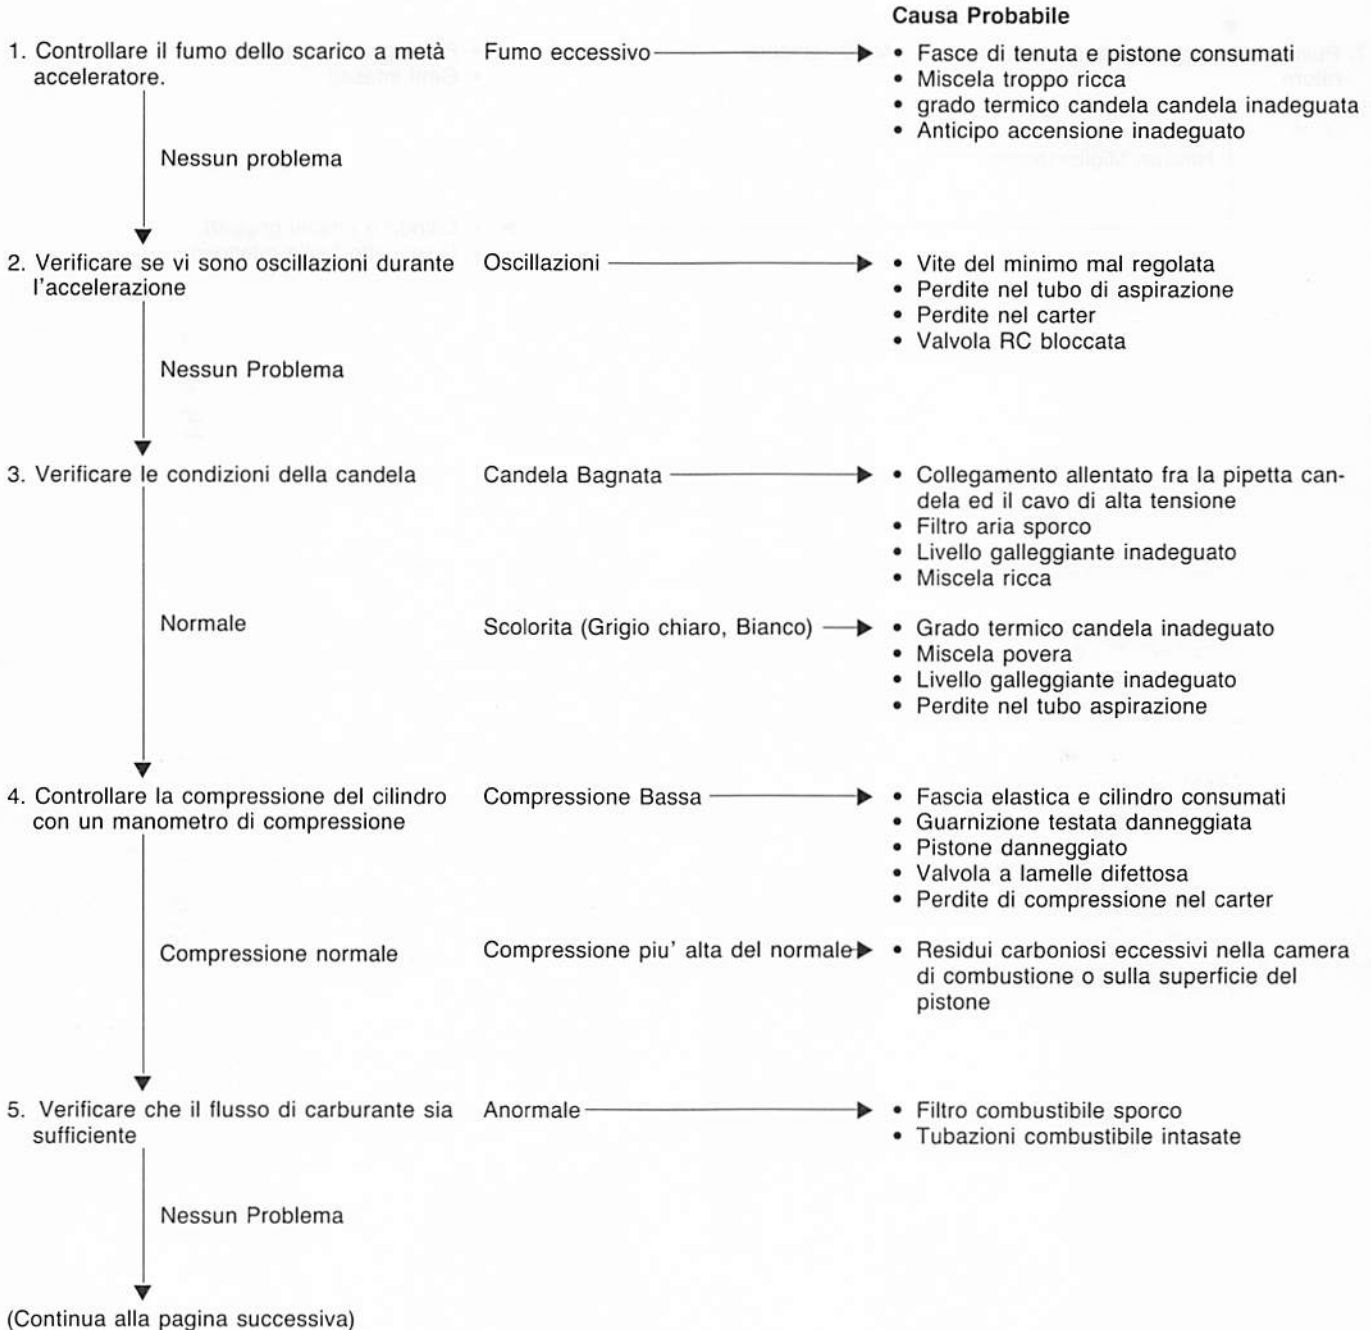 Causa Probabile
1. Controllare il fumo dello scarico a metà
acceleratore.
Fumo eccessivo
• Fasce di tenuta e pistone consumati
• Miscela troppo ricca
• grado termico candela candela inadeguata
• Anticipo accensione inadeguato
Nessun problema
2. Verificare se vi sono oscillazioni durante
l'accelerazione
Oscillazioni
• Vite del minimo mal regolata
• Perdite nel tubo di aspirazione
• Perdite nel carter
• Valvola RC bloccata
Nessun Problema
3. Verificare le condizioni della candela
Candela Bagnata
• Collegamento allentato fra la pipetta can-
dela ed il cavo di alta tensione
• Filtro aria sporco
• Livello galleggiante inadeguato
• Miscela ricca
Normale
Scolorita (Grigio chiaro, Bianco)
• Grado termico candela inadeguato
• Miscela povera
• Livello galleggiante inadeguato
• Perdite nel tubo aspirazione
4. Controllare la compressione del cilindro
con un manometro di compressione
Compressione Bassa
• Fascia elastica e cilindro consumati
• Guarnizione testata danneggiata
• Pistone danneggiato
• Valvola a lamelle difettosa
• Perdite di compressione nel carter
Compressione normale
Compressione piu' alta del normale
• Residui carboniosi eccessivi nella camera
di combustione o sulla superficie del
pistone
5. Verificare che il flusso di carburante sia
sufficiente
Anormale
• Filtro combustibile sporco
• Tubazioni combustibile intasate
Nessun Problema
(Continua alla pagina successiva)